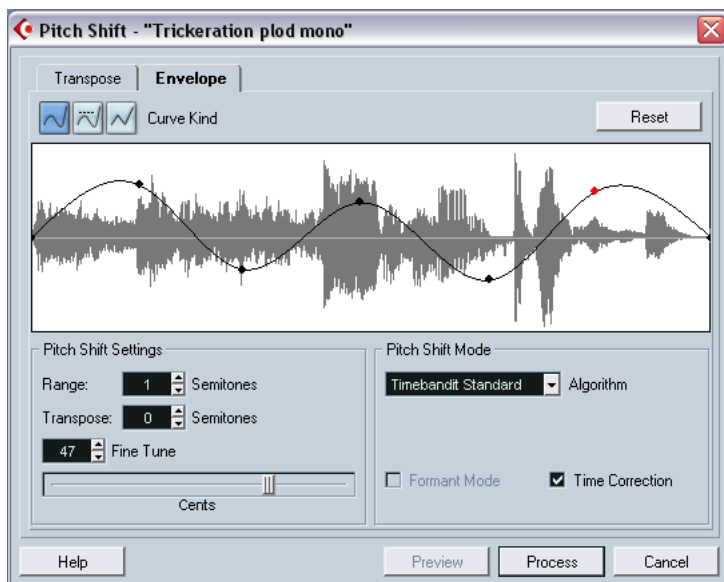 Pitch Shift - "Trickeration plod mono"
Transpose Envelope
Curve Kind Reset
Pitch Shift Settings Pitch Shift Mode
Range: 1 Semitones Timebandit Standard Algorithm
Transpose: 0 Semitones
47 Fine Tune
Formant Mode Time Correction
Cents
Help Preview Process Cancel